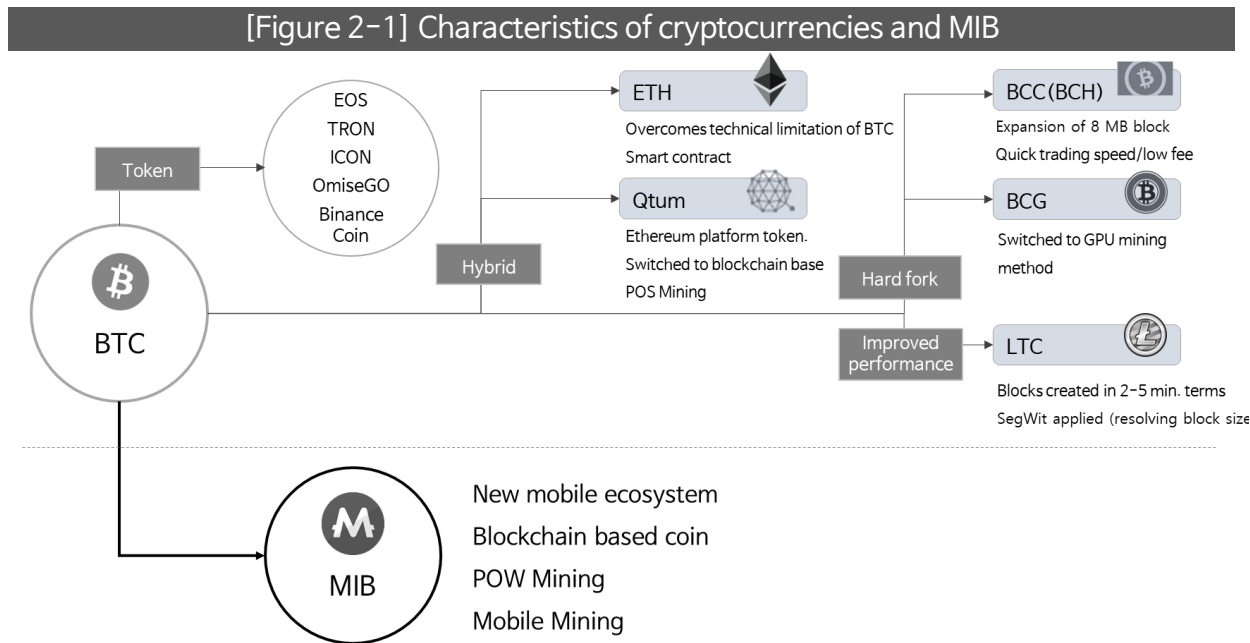 [Figure 2-1] Characteristics of cryptocurrencies and MIB
Token
EOS
TRON
ICON
OmiseGO
Binance
Coin
BTC
Hybrid
ETH
Overcomes technical limitation of BTC
Smart contract
Qtum
Ethereum platform token.
Switched to blockchain base
POS Mining
Hard fork
BCC(BCH)
Expansion of 8 MB block
Quick trading speed/low fee
BCG
Switched to GPU mining
method
Improved
performance
LTC
Blocks created in 2-5 min. terms
SegWit applied (resolving block size
MIB
New mobile ecosystem
Blockchain based coin
POW Mining
Mobile Mining